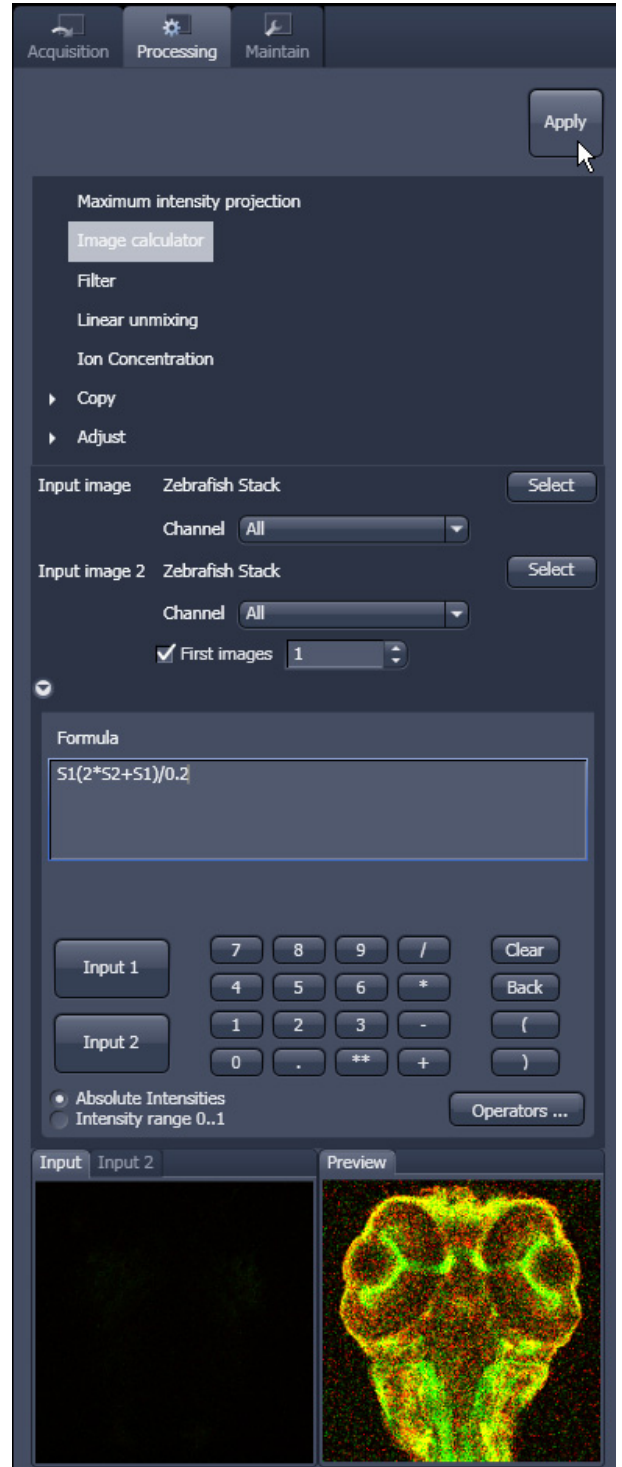 Acquisition Processing Maintain
Apply
Maximum intensity projection
Image calculator
Filter
Linear unmixing
Ion Concentration
Copy
Adjust
Input image Zebrafish Stack Select
Channel All
Input image 2 Zebrafish Stack Select
Channel All
First images 1
Formula
S1(2*S2+S1)/0.2
Input 1
Input 2
7 8 9 / Clear
4 5 6 * Back
1 2 3 - (
0 . ** + )
Absolute Intensities
Intensity range 0..1
Operators ...
Input Input 2 Preview